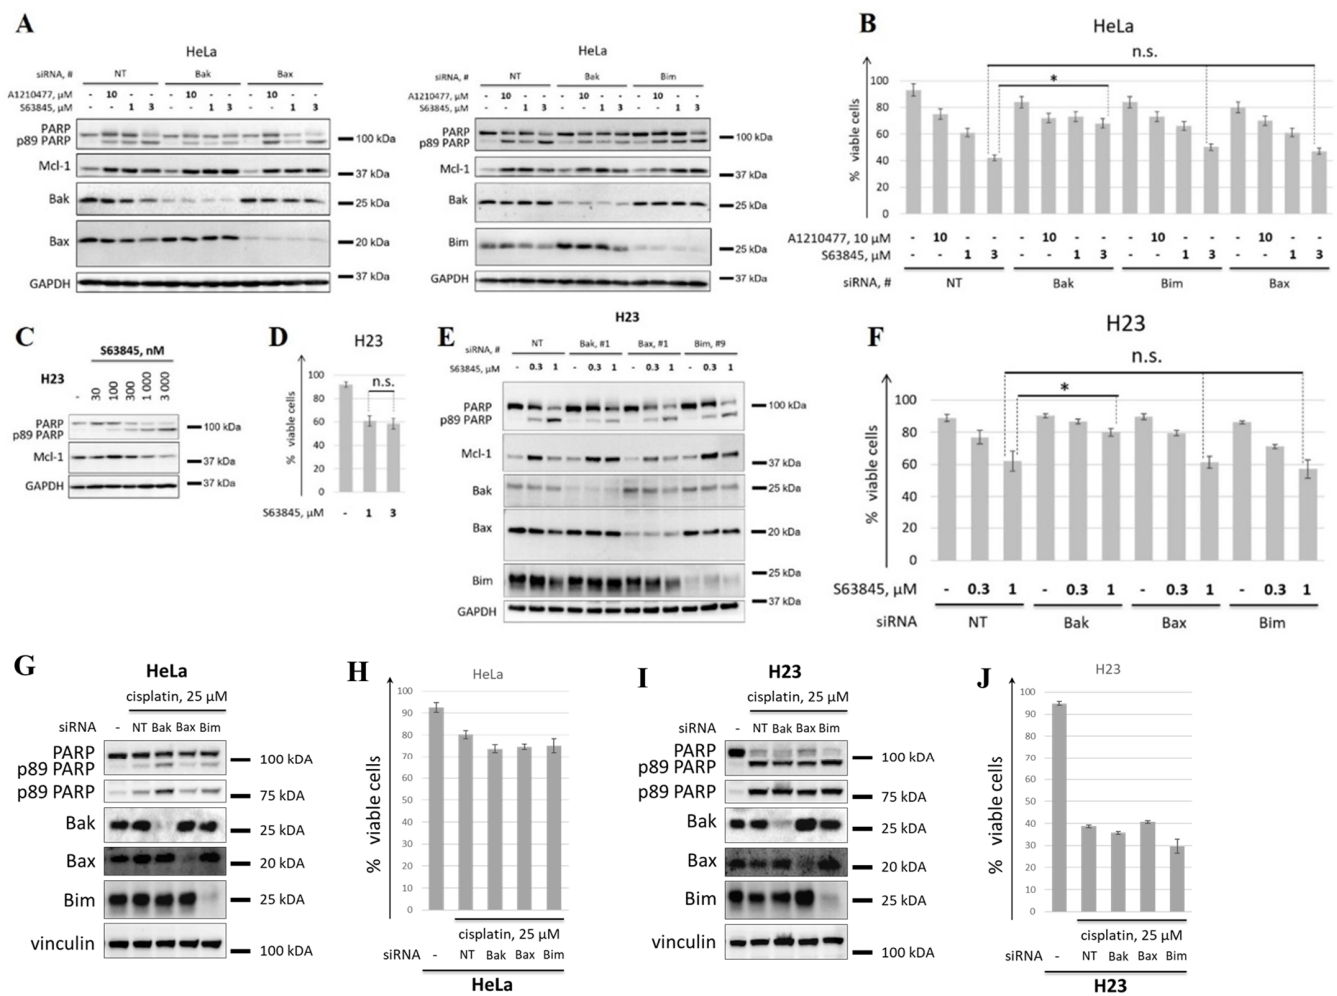 A
HeLa
siRNA, # NT Bak Bax
A1210477, µM - 10 - - - 10 - - - 10 - -
S63845, µM - - 1 3 - - 1 3 - - 1 3
PARP
p89 PARP
100 kDa
Mcl-1
37 kDa
Bak
25 kDa
Bax
20 kDa
GAPDH
37 kDa
HeLa
siRNA, # NT Bak Bim
A1210477, µM - 10 - - - 10 - - - 10 - -
S63845, µM - - 1 3 - - 1 3 - - 1 3
PARP
p89 PARP
100 kDa
Mcl-1
37 kDa
Bak
25 kDa
Bim
25 kDa
GAPDH
37 kDa
B
HeLa
n.s.
*
% viable cells
100
80
60
40
20
0
A1210477, 10 µM - 10 - - - 10 - - - 10 - - - 10 - -
S63845, µM - - 1 3 - - 1 3 - - 1 3 - - 1 3
siRNA, # NT Bak Bim Bax
C
S63845, nM
H23
- 30 100 300 1 000 3 000
PARP
p89 PARP
100 kDa
Mcl-1
37 kDa
GAPDH
37 kDa
D
H23
n.s.
% viable cells
100
80
60
40
20
0
S63845, µM - 1 3
E
H23
siRNA, # NT Bak, #1 Bax, #1 Bim, #9
S63845, µM - 0.3 1 - 0.3 1 - 0.3 1 - 0.3 1
PARP
p89 PARP
100 kDa
Mcl-1
37 kDa
Bak
25 kDa
Bax
20 kDa
Bim
25 kDa
GAPDH
37 kDa
F
H23
n.s.
*
% viable cells
100
80
60
40
20
0
S63845, µM - 0.3 1 - 0.3 1 - 0.3 1 - 0.3 1
siRNA NT Bak Bax Bim
G
HeLa
cisplatin, 25 µM
siRNA - NT Bak Bax Bim
PARP
p89 PARP
100 kDA
p89 PARP
75 kDA
Bak
25 kDA
Bax
20 kDA
Bim
25 kDA
vinculin
100 kDA
H
HeLa
% viable cells
100
90
80
70
60
50
40
30
20
10
0
cisplatin, 25 µM
siRNA - NT Bak Bax Bim
HeLa
I
H23
cisplatin, 25 µM
siRNA - NT Bak Bax Bim
PARP
p89 PARP
100 kDA
p89 PARP
75 kDA
Bak
25 kDA
Bax
20 kDA
Bim
25 kDA
vinculin
100 kDA
J
H23
% viable cells
100
90
80
70
60
50
40
30
20
10
0
cisplatin, 25 µM
siRNA - NT Bak Bax Bim
H23